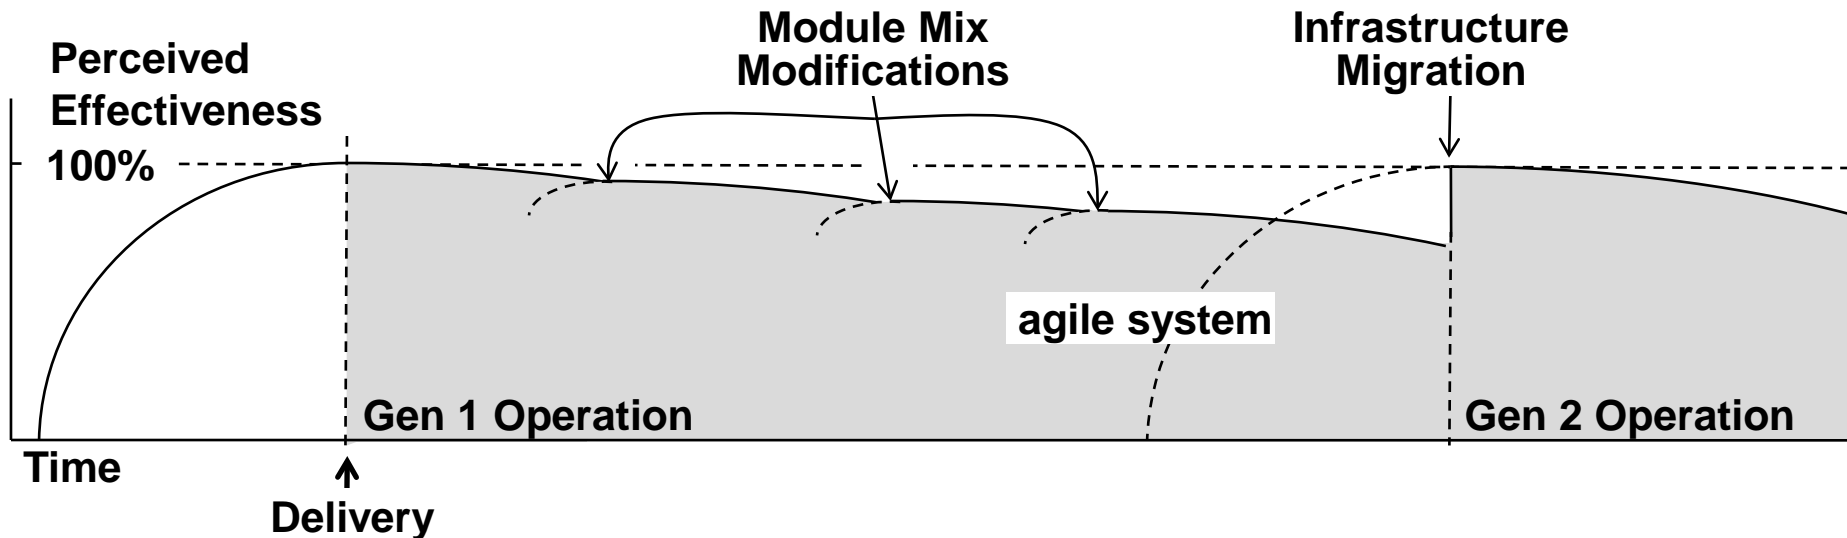 Module Mix
Modifications
Infrastructure
Migration
Perceived
Effectiveness
100%
agile system
Gen 1 Operation
Gen 2 Operation
Time
Delivery